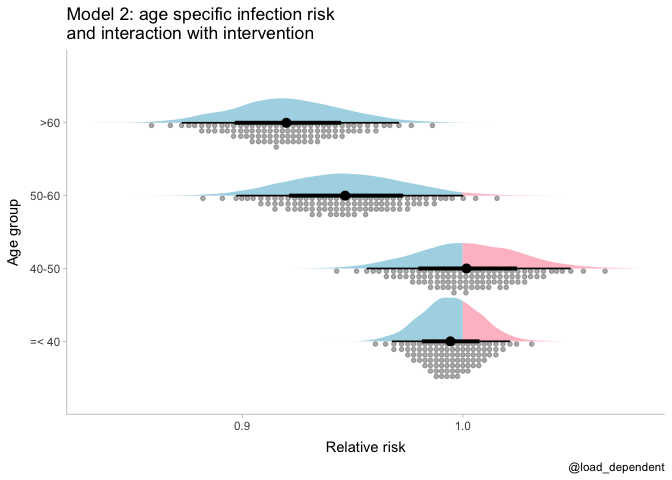 Model 2: age specific infection risk
and interaction with intervention
Age group
>60
50-60
40-50
=< 40
0.9
1.0
Relative risk
@load_dependent